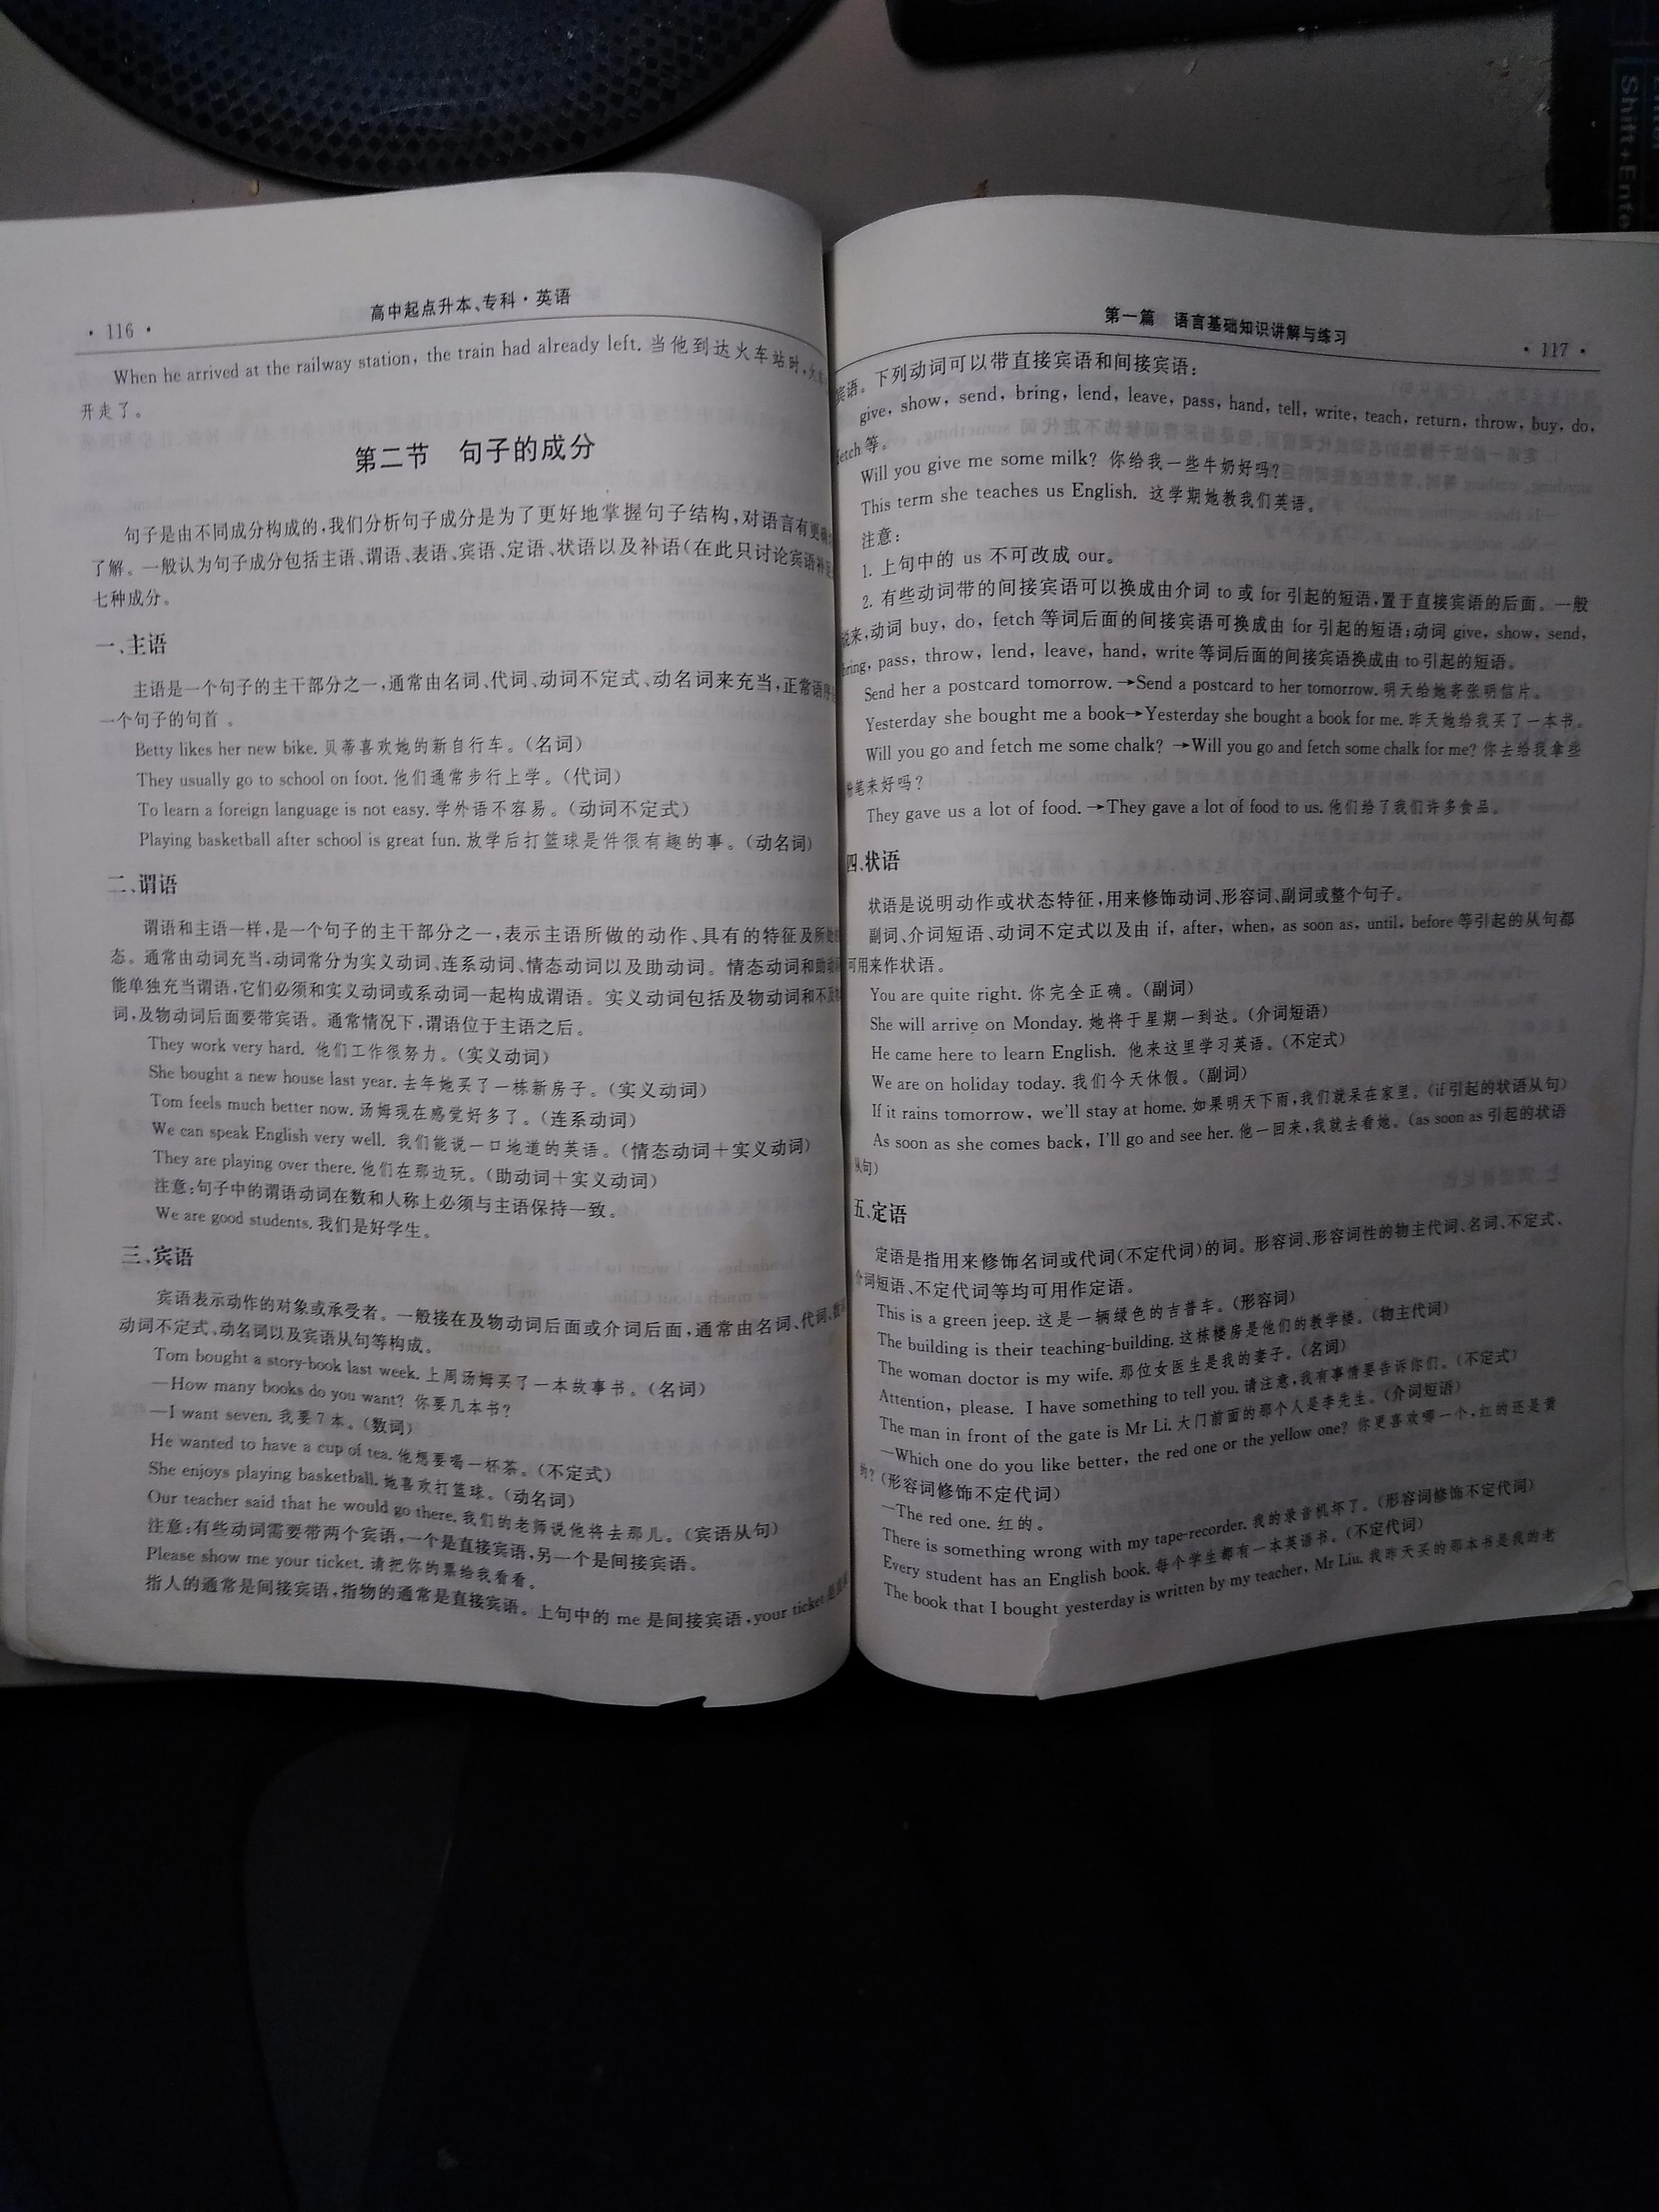 · 116 ·
高中起点升本、专科·英语
When he arrived at the railway station, the train had already left. 当他到达火车站时,火
开走了。
第二节 句子的成分
句子是由不同成分构成的,我们分析句子成分是为了更好地掌握句子结构,对语言有更
了解。一般认为句子成分包括主语、谓语、表语、宾语、定语、状语以及补语(在此只讨论宾语补
七种成分。
一、主语
主语是一个句子的主干部分之一,通常由名词、代词、动词不定式、动名词来充当,正常语序
一个句子的句首 。
Betty likes her new bike. 贝蒂喜欢她的新自行车。(名词)
They usually go to school on foot. 他们通常步行上学。(代词)
To learn a foreign language is not easy. 学外语不容易。(动词不定式)
Playing basketball after school is great fun. 放学后打篮球是件很有趣的事。(动名词)
二、谓语
谓语和主语一样,是一个句子的主干部分之一,表示主语所做的动作、具有的特征及所处
态。通常由动词充当,动词常分为实义动词、连系动词、情态动词以及助动词。情态动词和助动
能单独充当谓语,它们必须和实义动词或系动词一起构成谓语。实义动词包括及物动词和不及
词,及物动词后面要带宾语。通常情况下,谓语位于主语之后。
They work very hard. 他们工作很努力。(实义动词)
She bought a new house last year. 去年她买了一栋新房子。(实义动词)
Tom feels much better now. 汤姆现在感觉好多了。(连系动词)
We can speak English very well. 我们能说一口地道的英语。(情态动词＋实义动词)
They are playing over there. 他们在那边玩。(助动词＋实义动词)
注意:句子中的谓语动词在数和人称上必须与主语保持一致。
We are good students. 我们是好学生。
三、宾语
宾语表示动作的对象或承受者。一般接在及物动词后面或介词后面,通常由名词、代词、数
动词不定式、动名词以及宾语从句等构成。
Tom bought a story-book last week. 上周汤姆买了一本故事书。(名词)
—How many books do you want? 你要几本书?
—I want seven. 我要7本。(数词)
He wanted to have a cup of tea. 他想要喝一杯茶。(不定式)
She enjoys playing basketball. 她喜欢打篮球。(动名词)
Our teacher said that he would go there. 我们的老师说他将去那儿。(宾语从句)
注意:有些动词需要带两个宾语,一个是直接宾语,另一个是间接宾语。
Please show me your ticket. 请把你的票给我看看。
指人的通常是间接宾语,指物的通常是直接宾语。上句中的 me 是间接宾语,your ticket
第一篇 语言基础知识讲解与练习
· 117 ·
宾语。下列动词可以带直接宾语和间接宾语:
give, show, send, bring, lend, leave, pass, hand, tell, write, teach, return, throw, buy, do,
fetch 等。
Will you give me some milk? 你给我一些牛奶好吗?
This term she teaches us English. 这学期她教我们英语。
注意:
1. 上句中的 us 不可改成 our。
2. 有些动词带的间接宾语可以换成由介词 to 或 for 引起的短语,置于直接宾语的后面。一般
说来,动词 buy, do, fetch 等词后面的间接宾语可换成由 for 引起的短语;动词 give, show, send,
bring, pass, throw, lend, leave, hand, write 等词后面的间接宾语换成由 to 引起的短语。
Send her a postcard tomorrow. →Send a postcard to her tomorrow. 明天给她寄张明信片。
Yesterday she bought me a book→Yesterday she bought a book for me. 昨天她给我买了一本书。
Will you go and fetch me some chalk? →Will you go and fetch some chalk for me? 你去给我拿些
粉笔来好吗?
They gave us a lot of food. →They gave a lot of food to us. 他们给了我们许多食品。
四、状语
状语是说明动作或状态特征,用来修饰动词、形容词、副词或整个句子。
副词、介词短语、动词不定式以及由 if, after, when, as soon as, until, before 等引起的从句都
可用来作状语。
You are quite right. 你完全正确。(副词)
She will arrive on Monday. 她将于星期一到达。(介词短语)
He came here to learn English. 他来这里学习英语。(不定式)
We are on holiday today. 我们今天休假。(副词)
If it rains tomorrow, we'll stay at home. 如果明天下雨,我们就呆在家里。(if 引起的状语从句)
As soon as she comes back, I'll go and see her. 他一回来,我就去看她。(as soon as 引起的状语
从句)
五、定语
定语是指用来修饰名词或代词(不定代词)的词。形容词、形容词性的物主代词、名词、不定式、
介词短语、不定代词等均可用作定语。
This is a green jeep. 这是一辆绿色的吉普车。(形容词)
The building is their teaching-building. 这栋楼房是他们的教学楼。(物主代词)
The woman doctor is my wife. 那位女医生是我的妻子。(名词)
Attention, please. I have something to tell you. 请注意,我有事情要告诉你们。(不定式)
The man in front of the gate is Mr Li. 大门前面的那个人是李先生。(介词短语)
—Which one do you like better, the red one or the yellow one? 你更喜欢哪一个,红的还是黄
的? (形容词修饰不定代词)
—The red one. 红的。
There is something wrong with my tape-recorder. 我的录音机坏了。(形容词修饰不定代词)
Every student has an English book. 每个学生都有一本英语书。(不定代词)
The book that I bought yesterday is written by my teacher, Mr Liu. 我昨天买的那本书是我的老
Shift+Ente